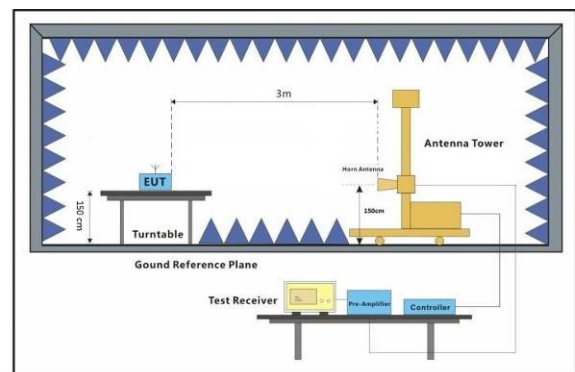 3m
Antenna Tower
Horn Antenna
EUT
150 cm
150cm
Turntable
Gound Reference Plane
Test Receiver
Pre-Amplifier
Controller